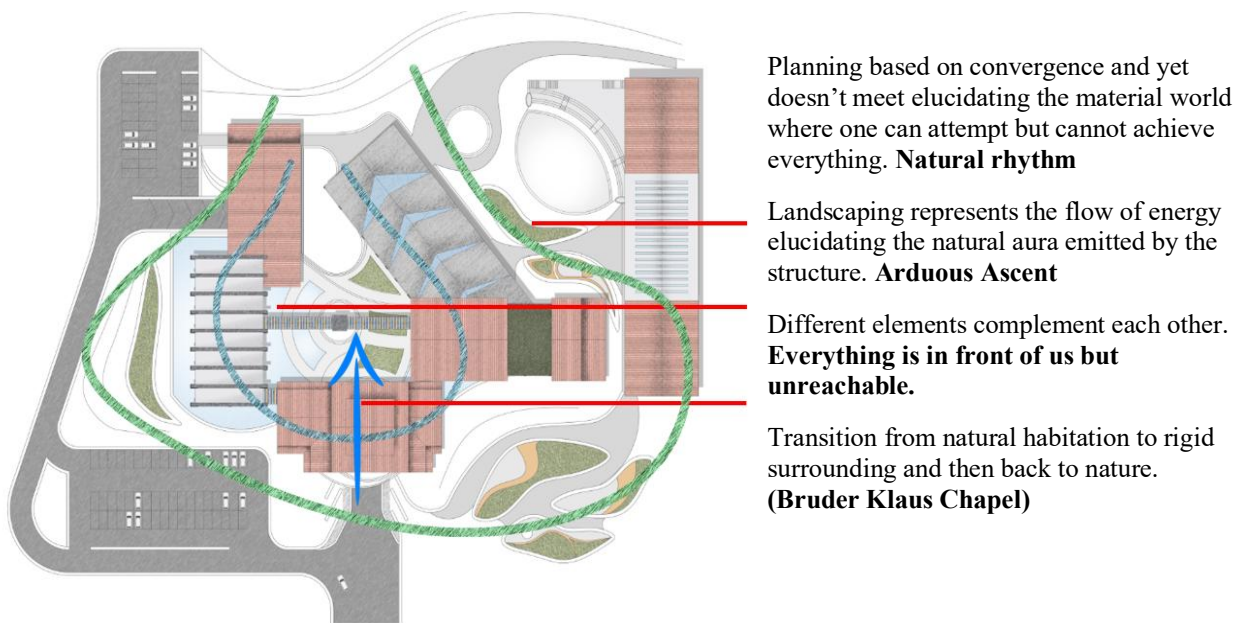 Planning based on convergence and yet
doesn’t meet elucidating the material world
where one can attempt but cannot achieve
everything. Natural rhythm
Landscaping represents the flow of energy
elucidating the natural aura emitted by the
structure. Arduous Ascent
Different elements complement each other.
Everything is in front of us but
unreachable.
Transition from natural habitation to rigid
surrounding and then back to nature.
(Bruder Klaus Chapel)